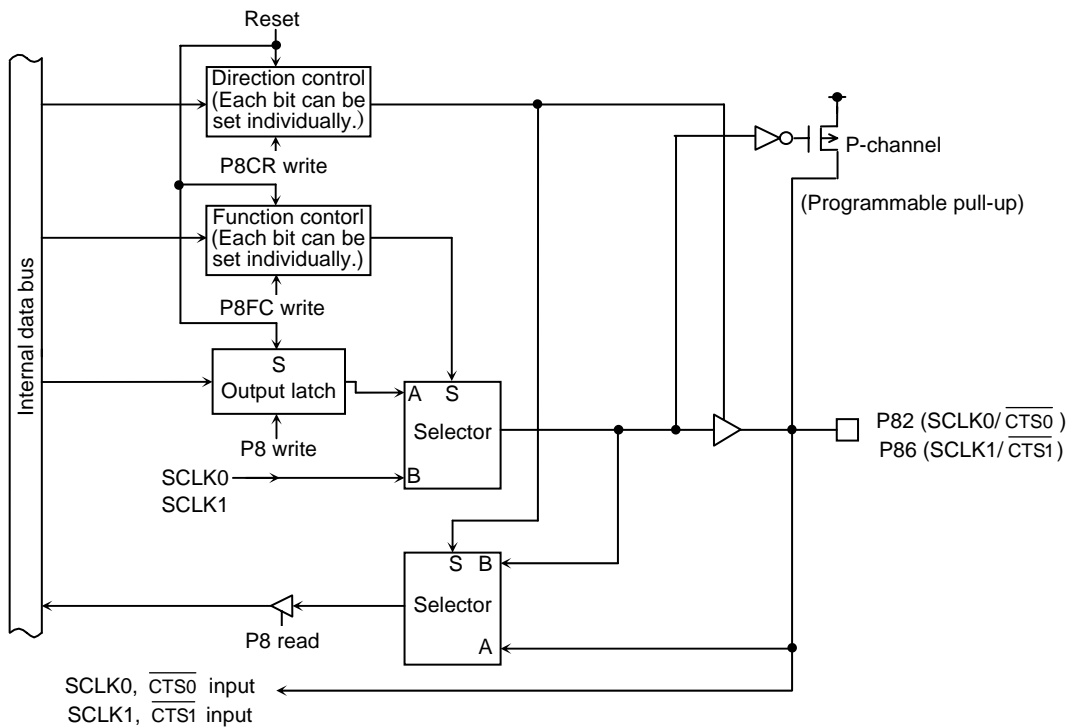 Reset
Direction control
(Each bit can be
set individually.)
P8CR write
P-channel
(Programmable pull-up)
Function contorl
(Each bit can be
set individually.)
P8FC write
Internal data bus
S
Output latch
P8 write
A S
Selector
B
SCLK0
SCLK1
P82 (SCLK0/CTS0)
P86 (SCLK1/CTS1)
S B
Selector
A
P8 read
SCLK0, CTS0 input
SCLK1, CTS1 input